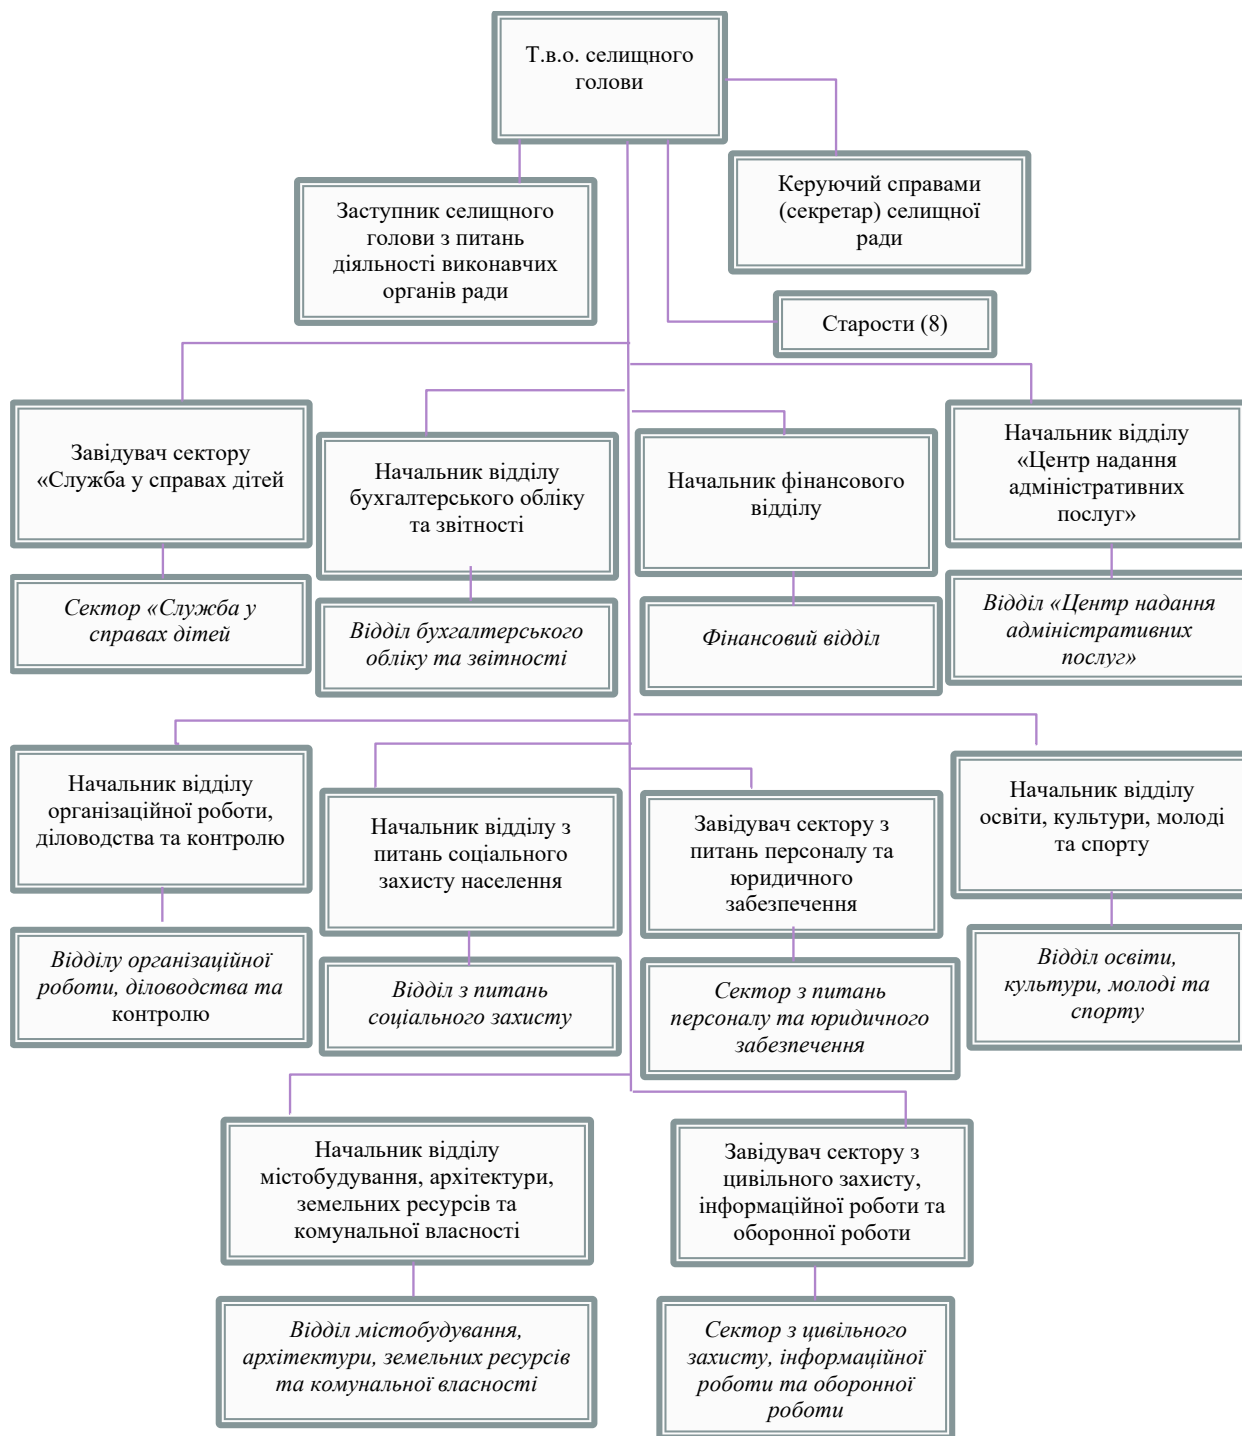 Т.в.о. селищного
голови
Заступник селищного
голови з питань
діяльності виконавчих
органів ради
Керуючий справами
(секретар) селищної
ради
Старости (8)
Завідувач сектору
«Служба у справах дітей
Начальник відділу
бухгалтерського обліку
та звітності
Начальник фінансового
відділу
Начальник відділу
«Центр надання
адміністративних
послуг»
Сектор «Служба у
справах дітей
Відділ бухгалтерського
обліку та звітності
Фінансовий відділ
Відділ «Центр надання
адміністративних
послуг»
Начальник відділу
організаційної роботи,
діловодства та контролю
Начальник відділу з
питань соціального
захисту населення
Завідувач сектору з
питань персоналу та
юридичного
забезпечення
Начальник відділу
освіти, культури, молоді
та спорту
Відділу організаційної
роботи, діловодства та
контролю
Відділ з питань
соціального захисту
Сектор з питань
персоналу та юридичного
забезпечення
Відділ освіти,
культури, молоді та
спорту
Начальник відділу
містобудування, архітектури,
земельних ресурсів та
комунальної власності
Завідувач сектору з
цивільного захисту,
інформаційної роботи та
оборонної роботи
Відділ містобудування,
архітектури, земельних ресурсів
та комунальної власності
Сектор з цивільного
захисту, інформаційної
роботи та оборонної
роботи